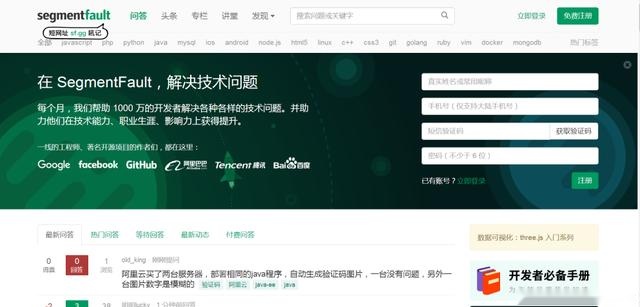 segmentfault
短网址 sf.gg 就记
问答 头条 专栏 讲堂 发现
搜索问题或关键字
立即登录 免费注册
全部 javascript php python java mysql ios android node.js html5 linux c++ css3 git golang ruby vim docker mongodb 热门标签
在 SegmentFault，解决技术问题
每个月，我们帮助 1000 万的开发者解决各种各样的技术问题。并助
力他们在技术能力、职业生涯、影响力上获得提升。
一线的工程师、著名开源项目的作者们，都在这里：
Google facebook GitHub 阿里巴巴 Alibaba.com Tencent 腾讯 Baidu百度
真实姓名或常用昵称
手机号（仅支持大陆手机号）
短信验证码 获取验证码
密码（不少于 6 位）
已有账号？立即登录 注册
最新问答 热门问答 等待回答 最新动态 付费问答
数据可视化：three.js 入门系列
0 0 1 old_king 刚刚提问
回答 浏览
阿里云买了两台服务器，部署相同的java程序，自动生成验证码图片，一台没有问题，另外一
台图片数字是模糊的 验证码 阿里云 java-ee java
开发者必备手册
-2 3 38